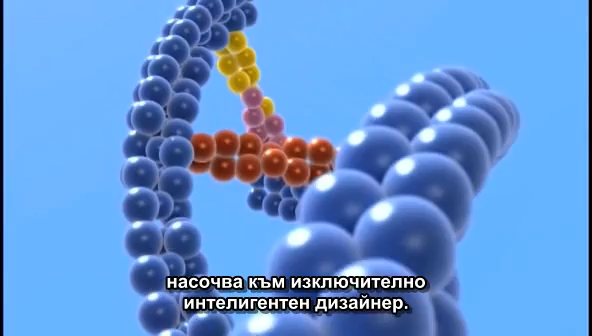 насочва към изключително
интелигентен дизайнер.